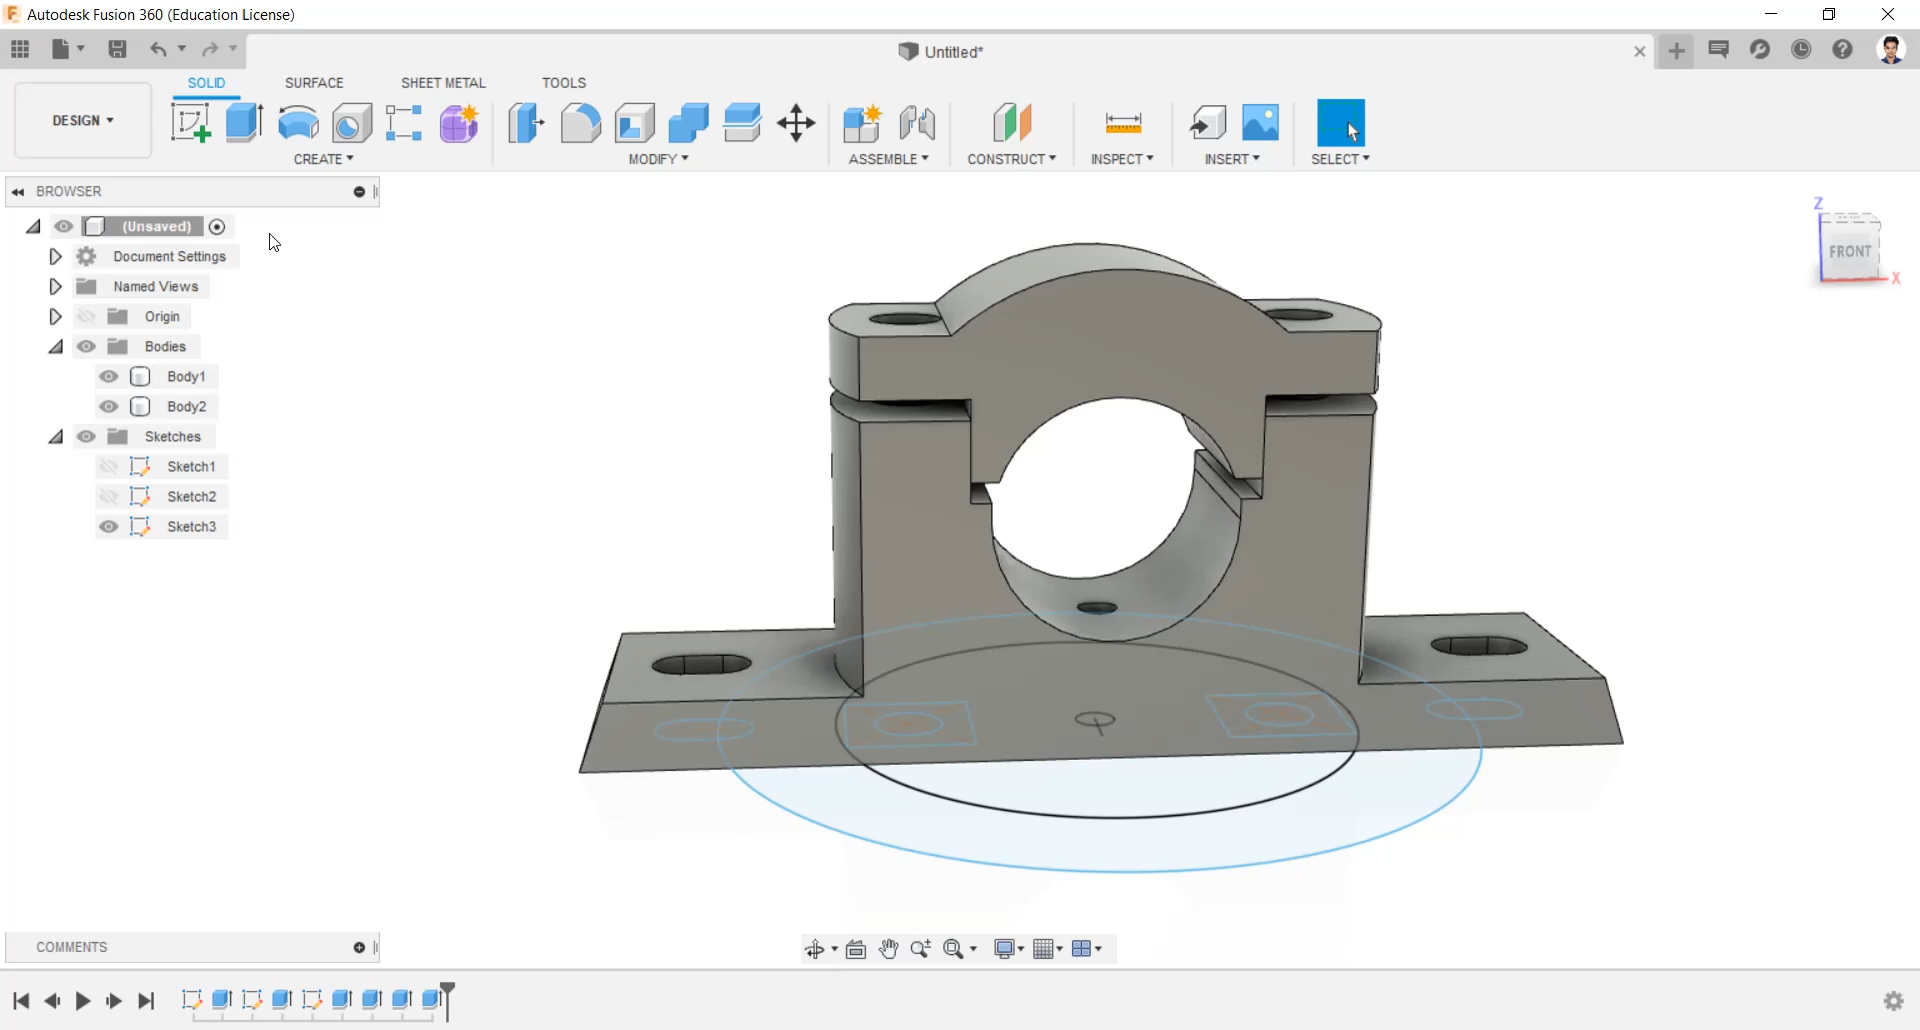 Autodesk Fusion 360 (Education License)
Untitled*
SOLID SURFACE SHEET METAL TOOLS
DESIGN
CREATE MODIFY ASSEMBLE CONSTRUCT INSPECT INSERT SELECT
BROWSER
(Unsaved)
Document Settings
Named Views
Origin
Bodies
Body1
Body2
Sketches
Sketch1
Sketch2
Sketch3
Z
FRONT
X
COMMENTS